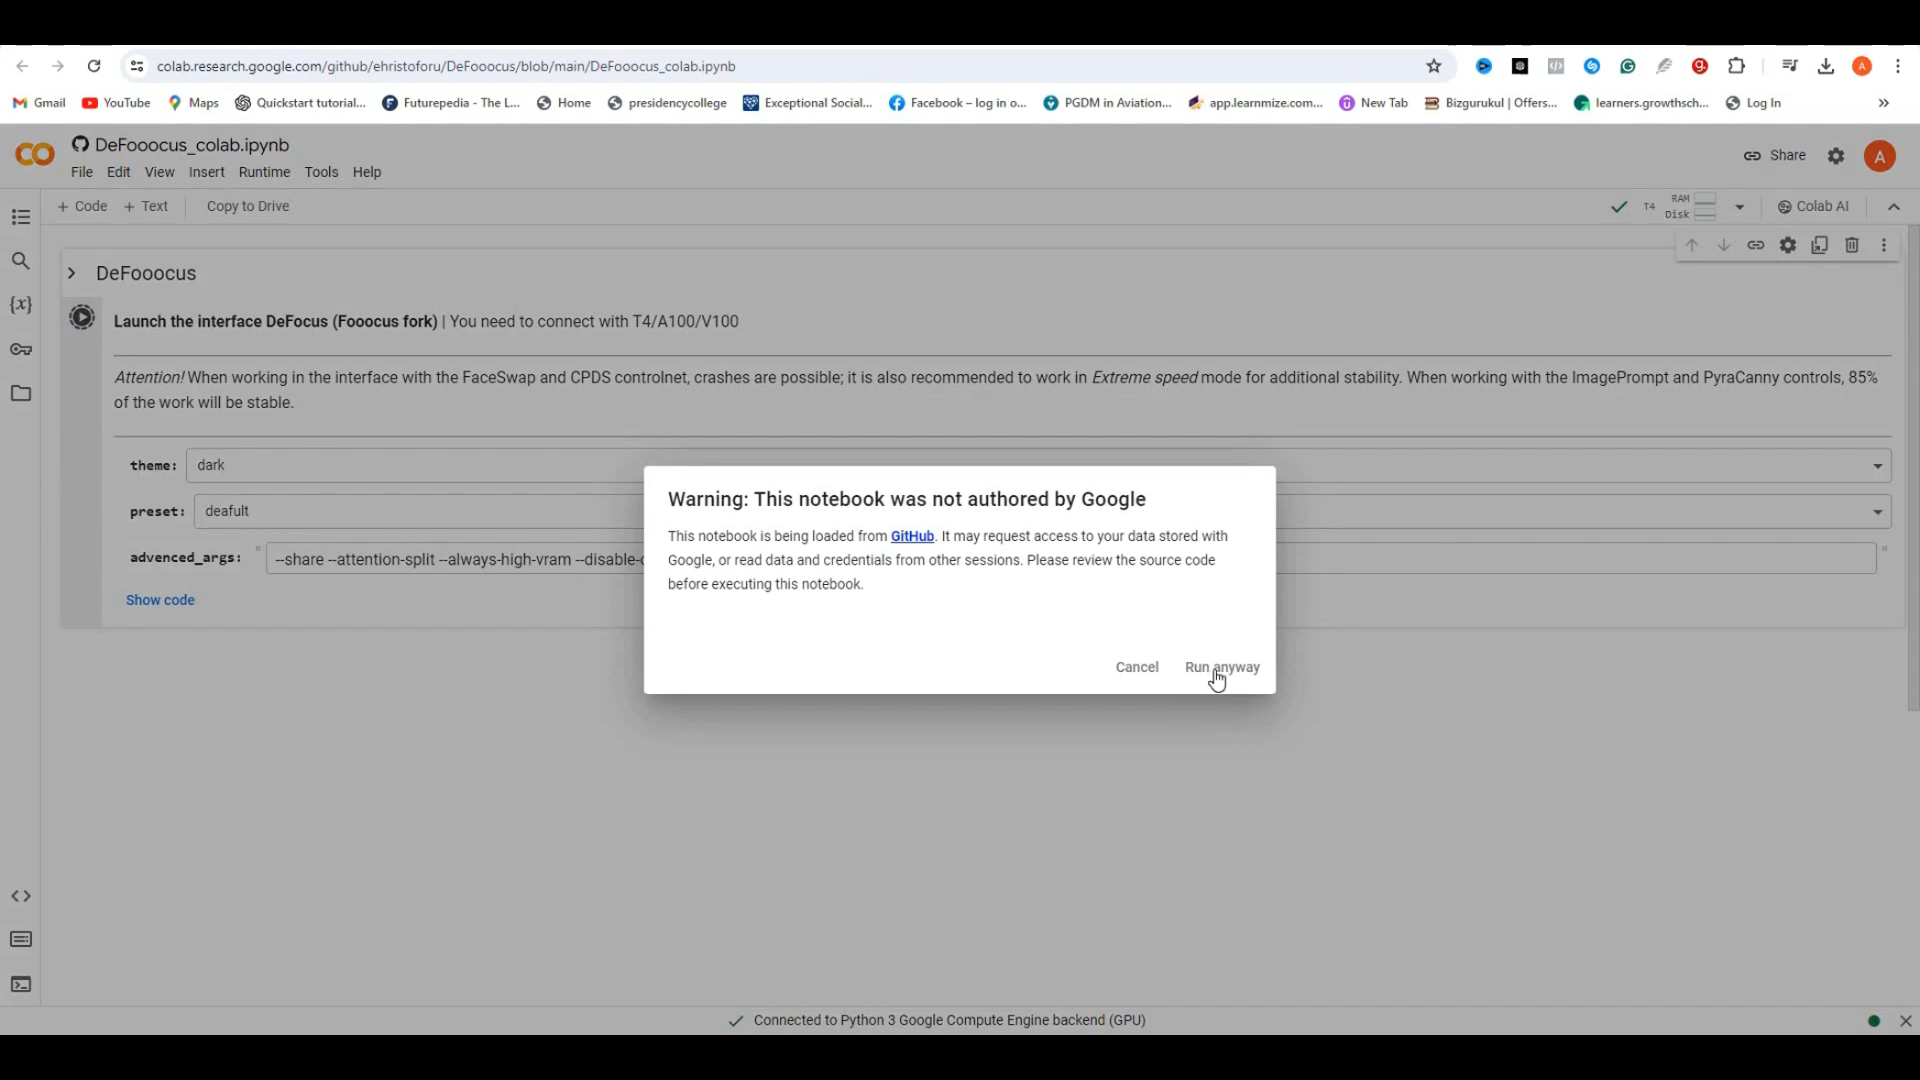 colab.research.google.com/github/ehristoforu/DeFooocus/blob/main/DeFooocus_colab.ipynb
A
Gmail YouTube Maps Quickstart tutorial... Futurepedia - The L... Home presidencycollege Exceptional Social... Facebook – log in o... PGDM in Aviation... app.learnmize.com... New Tab Bizgurukul | Offers... learners.growthsch... Log In
CO DeFooocus_colab.ipynb
Share A
File Edit View Insert Runtime Tools Help
+ Code + Text Copy to Drive
T4 RAM Disk Colab AI
DeFooocus
{x}
Launch the interface DeFocus (Fooocus fork) | You need to connect with T4/A100/V100
Attention! When working in the interface with the FaceSwap and CPDS controlnet, crashes are possible; it is also recommended to work in Extreme speed mode for additional stability. When working with the ImagePrompt and PyraCanny controls, 85%
of the work will be stable.
theme: dark
preset: deafult
advenced_args: " --share --attention-split --always-high-vram --disable- "
Show code
Warning: This notebook was not authored by Google
This notebook is being loaded from GitHub. It may request access to your data stored with
Google, or read data and credentials from other sessions. Please review the source code
before executing this notebook.
Cancel Run anyway
Connected to Python 3 Google Compute Engine backend (GPU)